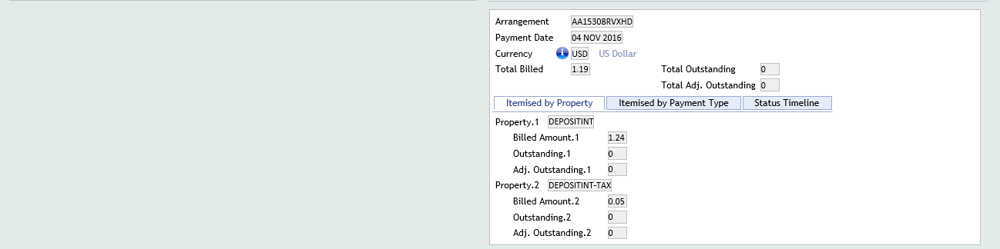 Arrangement AA15308RVXHD
Payment Date 04 NOV 2016
Currency i USD US Dollar
Total Billed 1.19 Total Outstanding 0
Total Adj. Outstanding 0
Itemised by Property Itemised by Payment Type Status Timeline
Property.1 DEPOSITINT
Billed Amount.1 1.24
Outstanding.1 0
Adj. Outstanding.1 0
Property.2 DEPOSITINT-TAX
Billed Amount.2 0.05
Outstanding.2 0
Adj. Outstanding.2 0